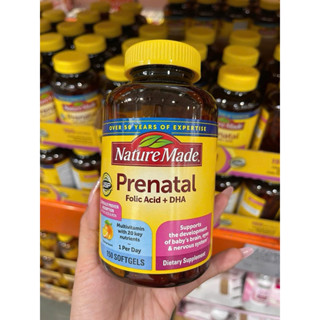 OVER 50 YEARS OF EXPERTISE
Nature Made®
Prenatal
Folic Acid + DHA
USP
Multivitamin
with 20 key
nutrients
1 Per Day
Supports
the development
of baby's brain, eyes
& nervous system
150 SOFTGELS
Dietary Supplement